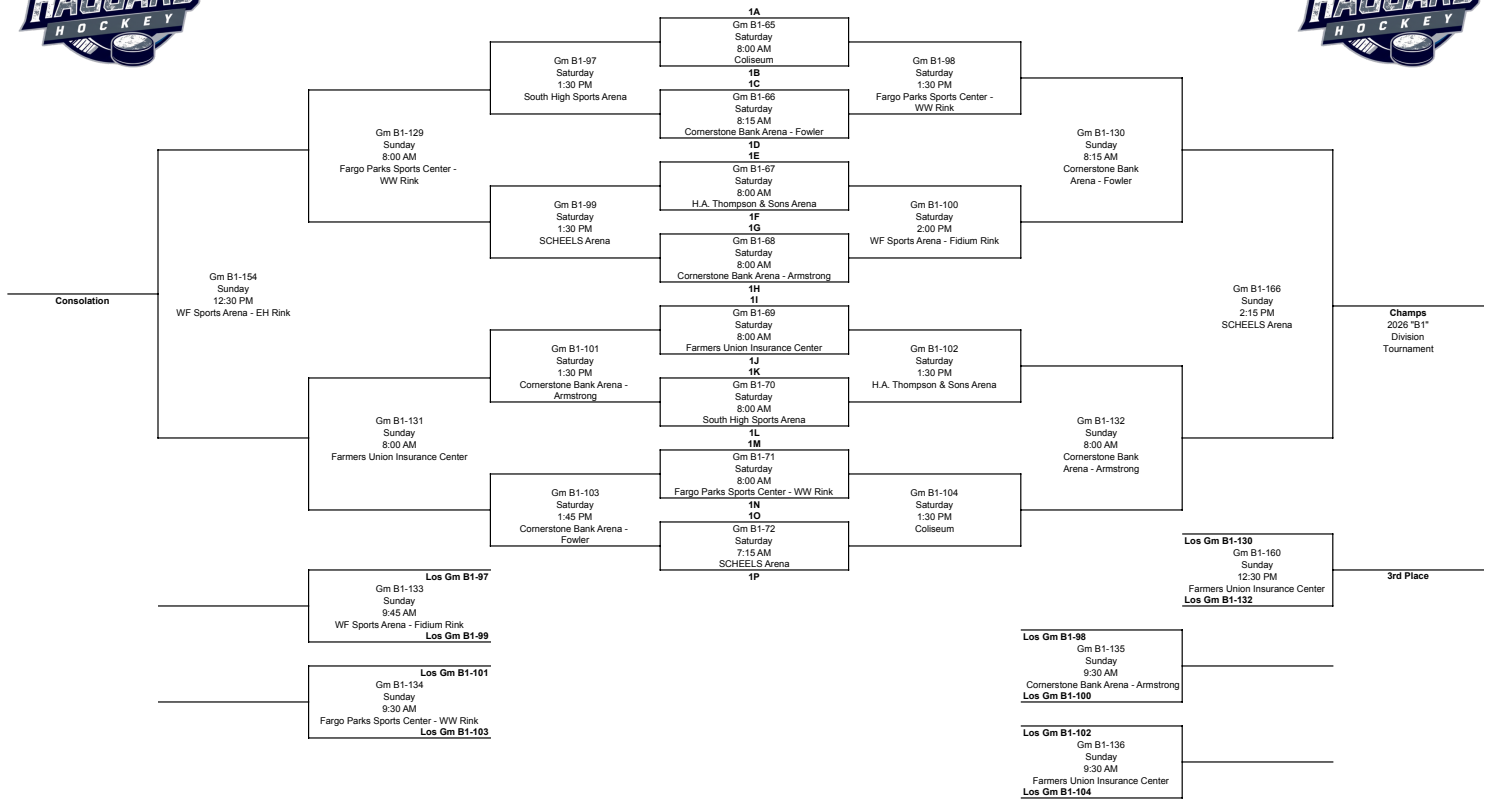 HAGGARD
HOCKEY
HAGGARD
HOCKEY
Consolation
Gm B1-154
Sunday
12:30 PM
WF Sports Arena - EH Rink
Gm B1-129
Sunday
8:00 AM
Fargo Parks Sports Center -
WW Rink
Gm B1-131
Sunday
8:00 AM
Farmers Union Insurance Center
Gm B1-97
Saturday
1:30 PM
South High Sports Arena
Gm B1-99
Saturday
1:30 PM
SCHEELS Arena
Gm B1-101
Saturday
1:30 PM
Cornerstone Bank Arena -
Armstrong
Gm B1-103
Saturday
1:45 PM
Cornerstone Bank Arena -
Fowler
1A
Gm B1-65
Saturday
8:00 AM
Coliseum
1B
1C
Gm B1-66
Saturday
8:15 AM
Cornerstone Bank Arena - Fowler
1D
1E
Gm B1-67
Saturday
8:00 AM
H.A. Thompson & Sons Arena
1F
1G
Gm B1-68
Saturday
8:00 AM
Cornerstone Bank Arena - Armstrong
1H
1I
Gm B1-69
Saturday
8:00 AM
Farmers Union Insurance Center
1J
1K
Gm B1-70
Saturday
8:00 AM
South High Sports Arena
1L
1M
Gm B1-71
Saturday
8:00 AM
Fargo Parks Sports Center - WW Rink
1N
1O
Gm B1-72
Saturday
7:15 AM
SCHEELS Arena
1P
Gm B1-98
Saturday
1:30 PM
Fargo Parks Sports Center -
WW Rink
Gm B1-100
Saturday
2:00 PM
WF Sports Arena - Fidium Rink
Gm B1-102
Saturday
1:30 PM
H.A. Thompson & Sons Arena
Gm B1-104
Saturday
1:30 PM
Coliseum
Gm B1-130
Sunday
8:15 AM
Cornerstone Bank
Arena - Fowler
Gm B1-132
Sunday
8:00 AM
Cornerstone Bank
Arena - Armstrong
Gm B1-166
Sunday
2:15 PM
SCHEELS Arena
Champs
2026 "B1"
Division
Tournament
Los Gm B1-97
Gm B1-133
Sunday
9:45 AM
WF Sports Arena - Fidium Rink
Los Gm B1-99
Los Gm B1-101
Gm B1-134
Sunday
9:30 AM
Fargo Parks Sports Center - WW Rink
Los Gm B1-103
Los Gm B1-130
Gm B1-160
Sunday
12:30 PM
Farmers Union Insurance Center
Los Gm B1-132
3rd Place
Los Gm B1-98
Gm B1-135
Sunday
9:30 AM
Cornerstone Bank Arena - Armstrong
Los Gm B1-100
Los Gm B1-102
Gm B1-136
Sunday
9:30 AM
Farmers Union Insurance Center
Los Gm B1-104